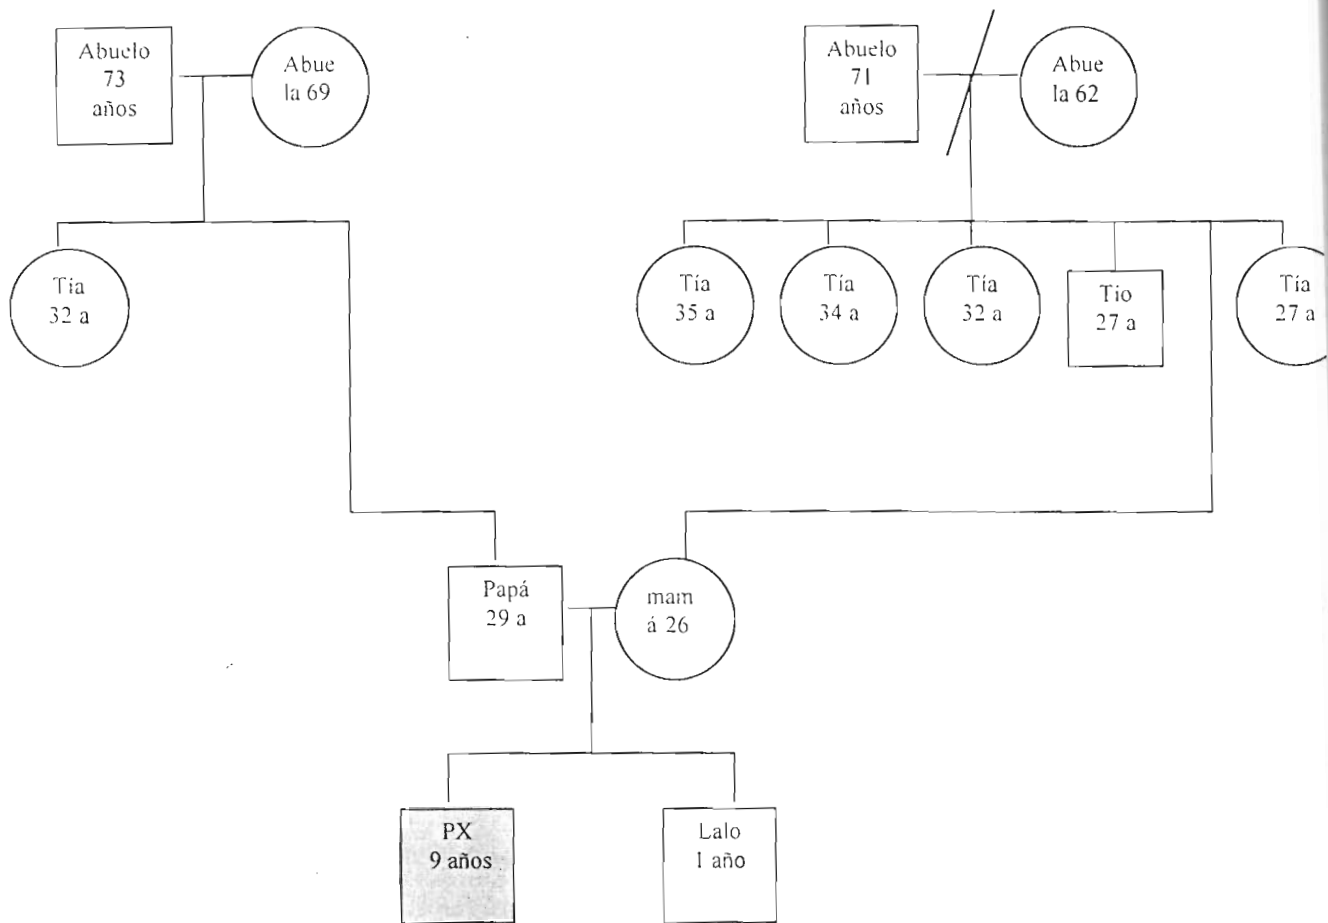 Abuelo
73
años
Abue
la 69
Abuelo
71
años
Abue
la 62
Tía
32 a
Tía
35 a
Tía
34 a
Tía
32 a
Tio
27 a
Tía
27 a
Papá
29 a
mam
á 26
PX
9 años
Lalo
1 año